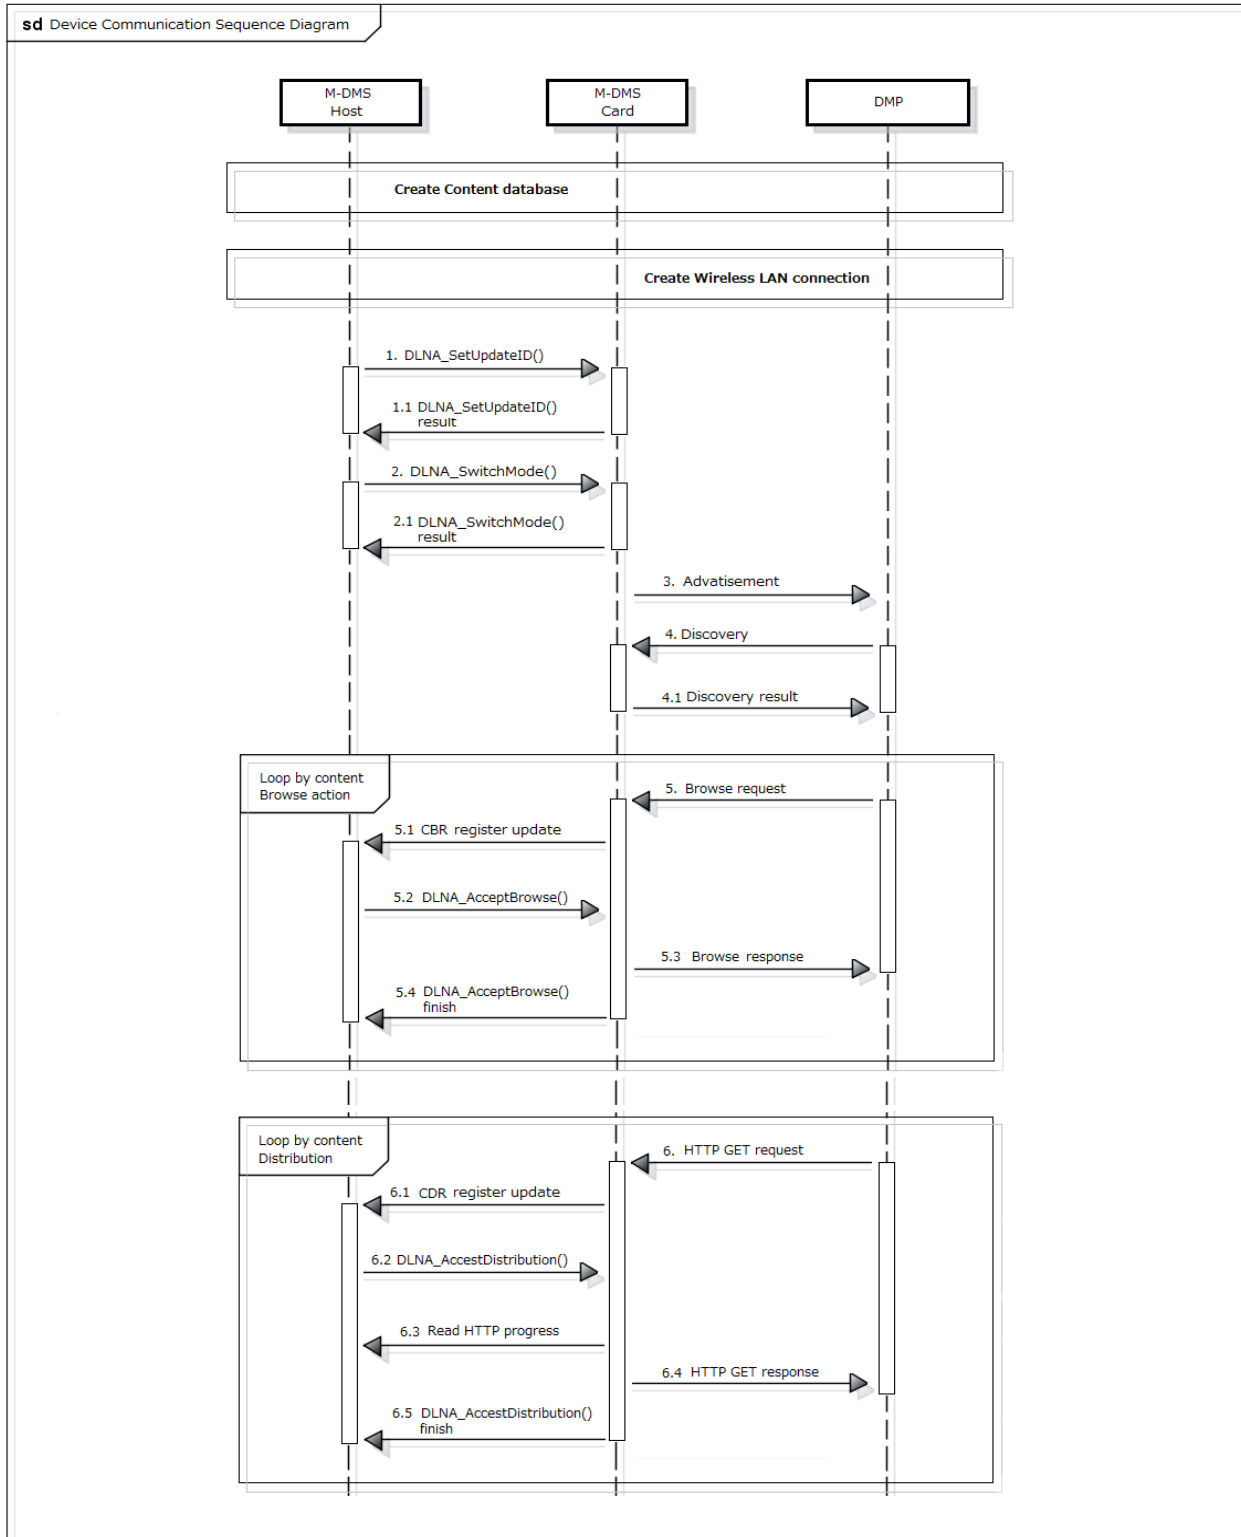 sd Device Communication Sequence Diagram
M-DMS
Host
M-DMS
Card
DMP
Create Content database
Create Wireless LAN connection
1. DLNA_SetUpdateID()
1.1 DLNA_SetUpdateID()
result
2. DLNA_SwitchMode()
2.1 DLNA_SwitchMode()
result
3. Advatisement
4. Discovery
4.1 Discovery result
Loop by content
Browse action
5. Browse request
5.1 CBR register update
5.2 DLNA_AcceptBrowse()
5.3 Browse response
5.4 DLNA_AcceptBrowse()
finish
Loop by content
Distribution
6. HTTP GET request
6.1 CDR register update
6.2 DLNA_AccestDistribution()
6.3 Read HTTP progress
6.4 HTTP GET response
6.5 DLNA_AccestDistribution()
finish